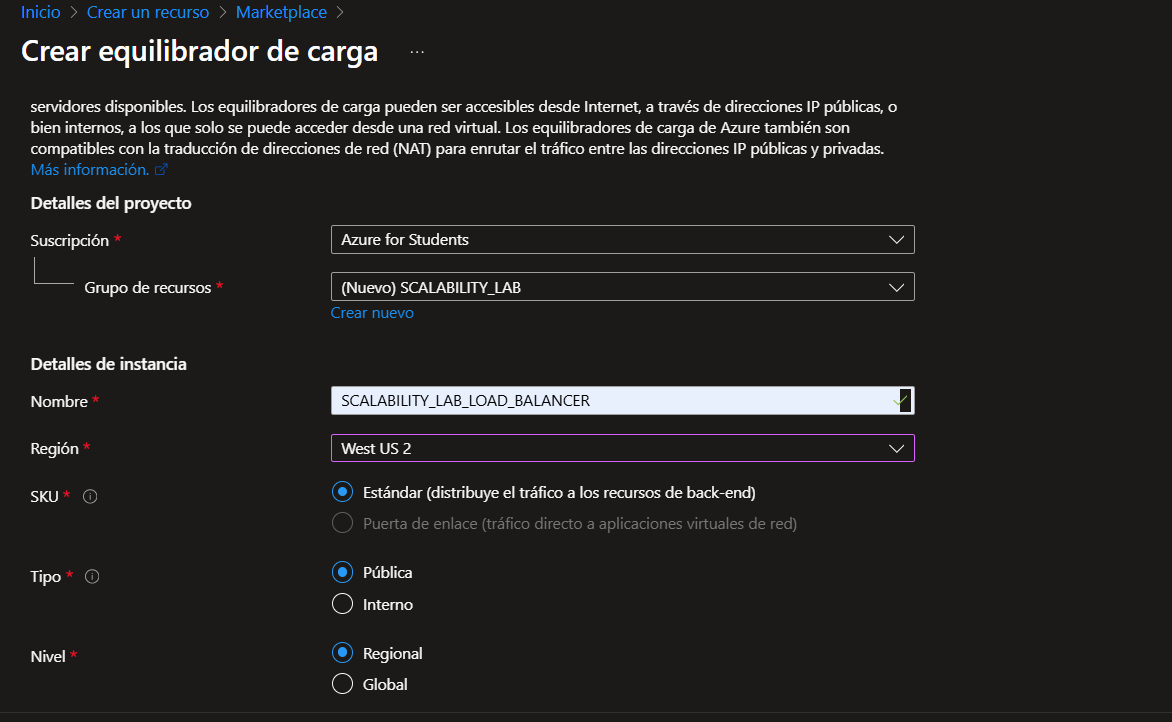 Inicio > Crear un recurso > Marketplace >
Crear equilibrador de carga ...
servidores disponibles. Los equilibradores de carga pueden ser accesibles desde Internet, a través de direcciones IP públicas, o
bien internos, a los que solo se puede acceder desde una red virtual. Los equilibradores de carga de Azure también son
compatibles con la traducción de direcciones de red (NAT) para enrutar el tráfico entre las direcciones IP públicas y privadas.
Más información.
Detalles del proyecto
Suscripción * Azure for Students
Grupo de recursos * (Nuevo) SCALABILITY_LAB
Crear nuevo
Detalles de instancia
Nombre * SCALABILITY_LAB_LOAD_BALANCER
Región * West US 2
SKU * Estándar (distribuye el tráfico a los recursos de back-end)
Puerta de enlace (tráfico directo a aplicaciones virtuales de red)
Tipo * Pública
Interno
Nivel * Regional
Global